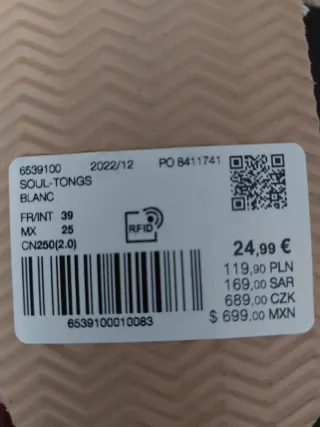 6539100 2022/12 PO 8411741
SOUL-TONGS
BLANC
FR/INT 39
MX 25
CN250(2.0)
RFID
24,99 €
119,90 PLN
169,00 SAR
689,00 CZK
$ 699,00 MXN
6539100010083